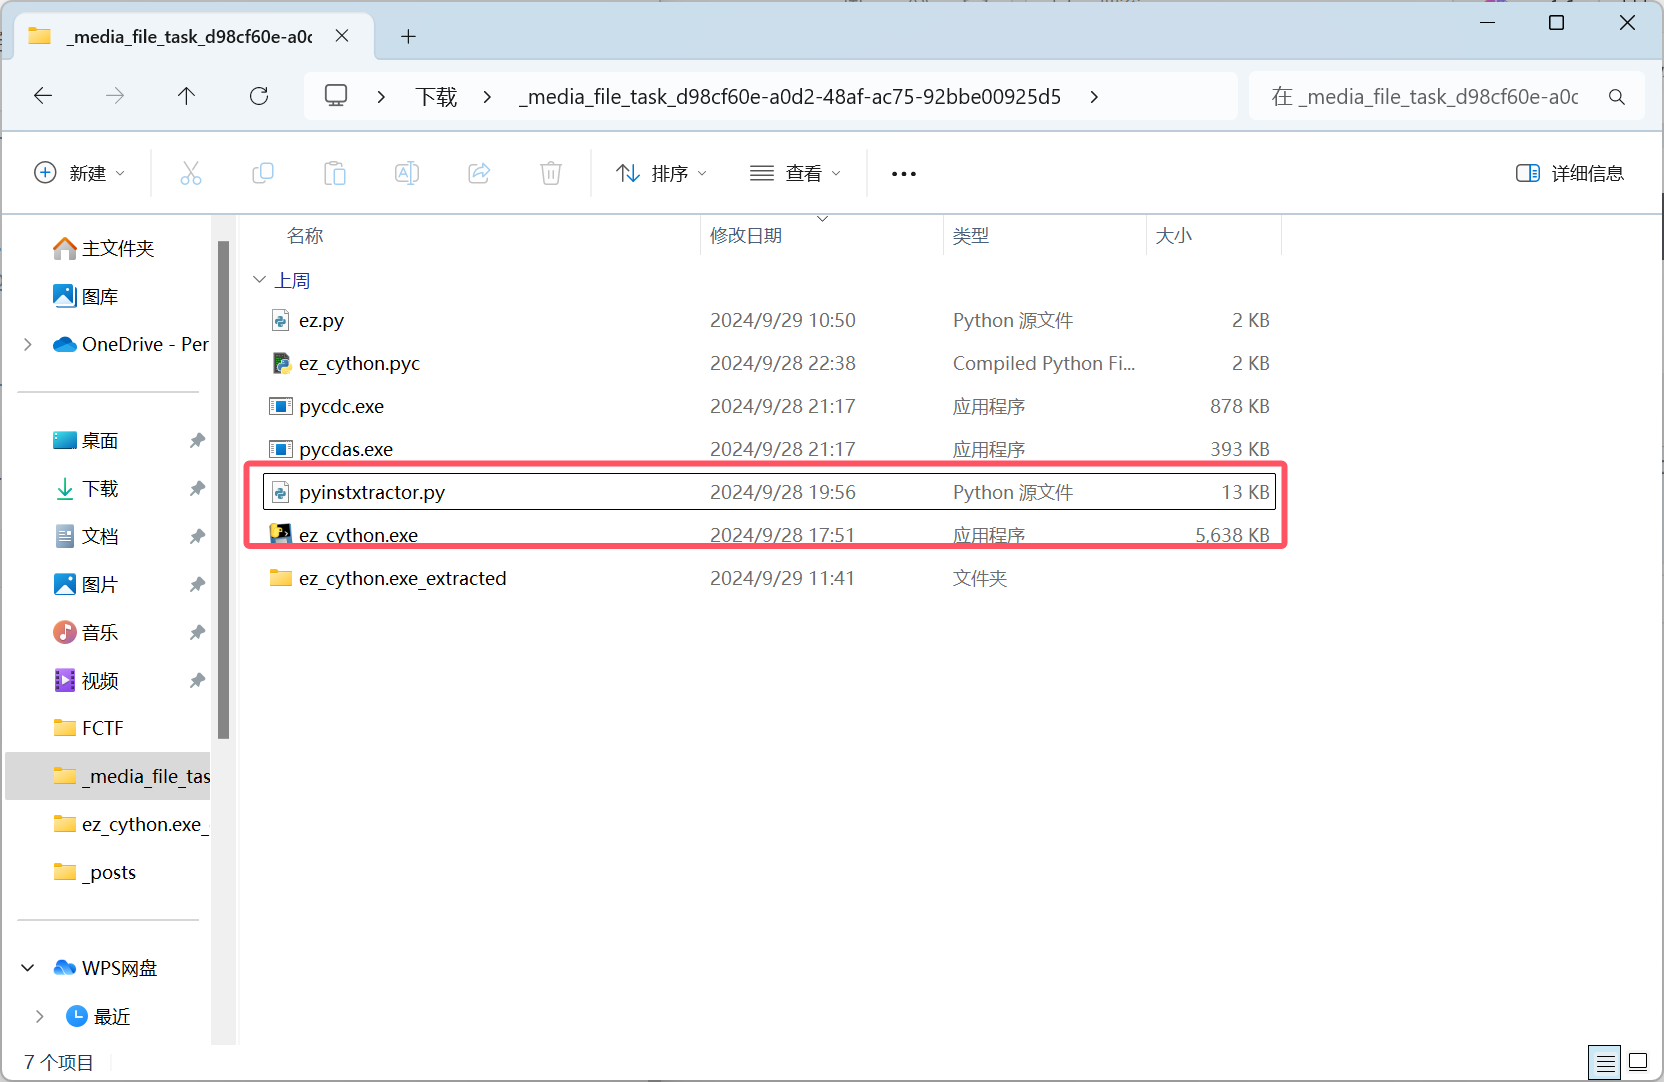 _media_file_task_d98cf60e-a0c
下载
_media_file_task_d98cf60e-a0d2-48af-ac75-92bbe00925d5
在 _media_file_task_d98cf60e-a0c
新建
排序
查看
详细信息
主文件夹
图库
OneDrive - Per
桌面
下载
文档
图片
音乐
视频
FCTF
_media_file_tas
ez_cython.exe_
_posts
WPS网盘
最近
名称 修改日期 类型 大小
上周
ez.py 2024/9/29 10:50 Python 源文件 2 KB
ez_cython.pyc 2024/9/28 22:38 Compiled Python Fi... 2 KB
pycdc.exe 2024/9/28 21:17 应用程序 878 KB
pycdas.exe 2024/9/28 21:17 应用程序 393 KB
pyinstxtractor.py 2024/9/28 19:56 Python 源文件 13 KB
ez_cython.exe 2024/9/28 17:51 应用程序 5,638 KB
ez_cython.exe_extracted 2024/9/29 11:41 文件夹
7 个项目